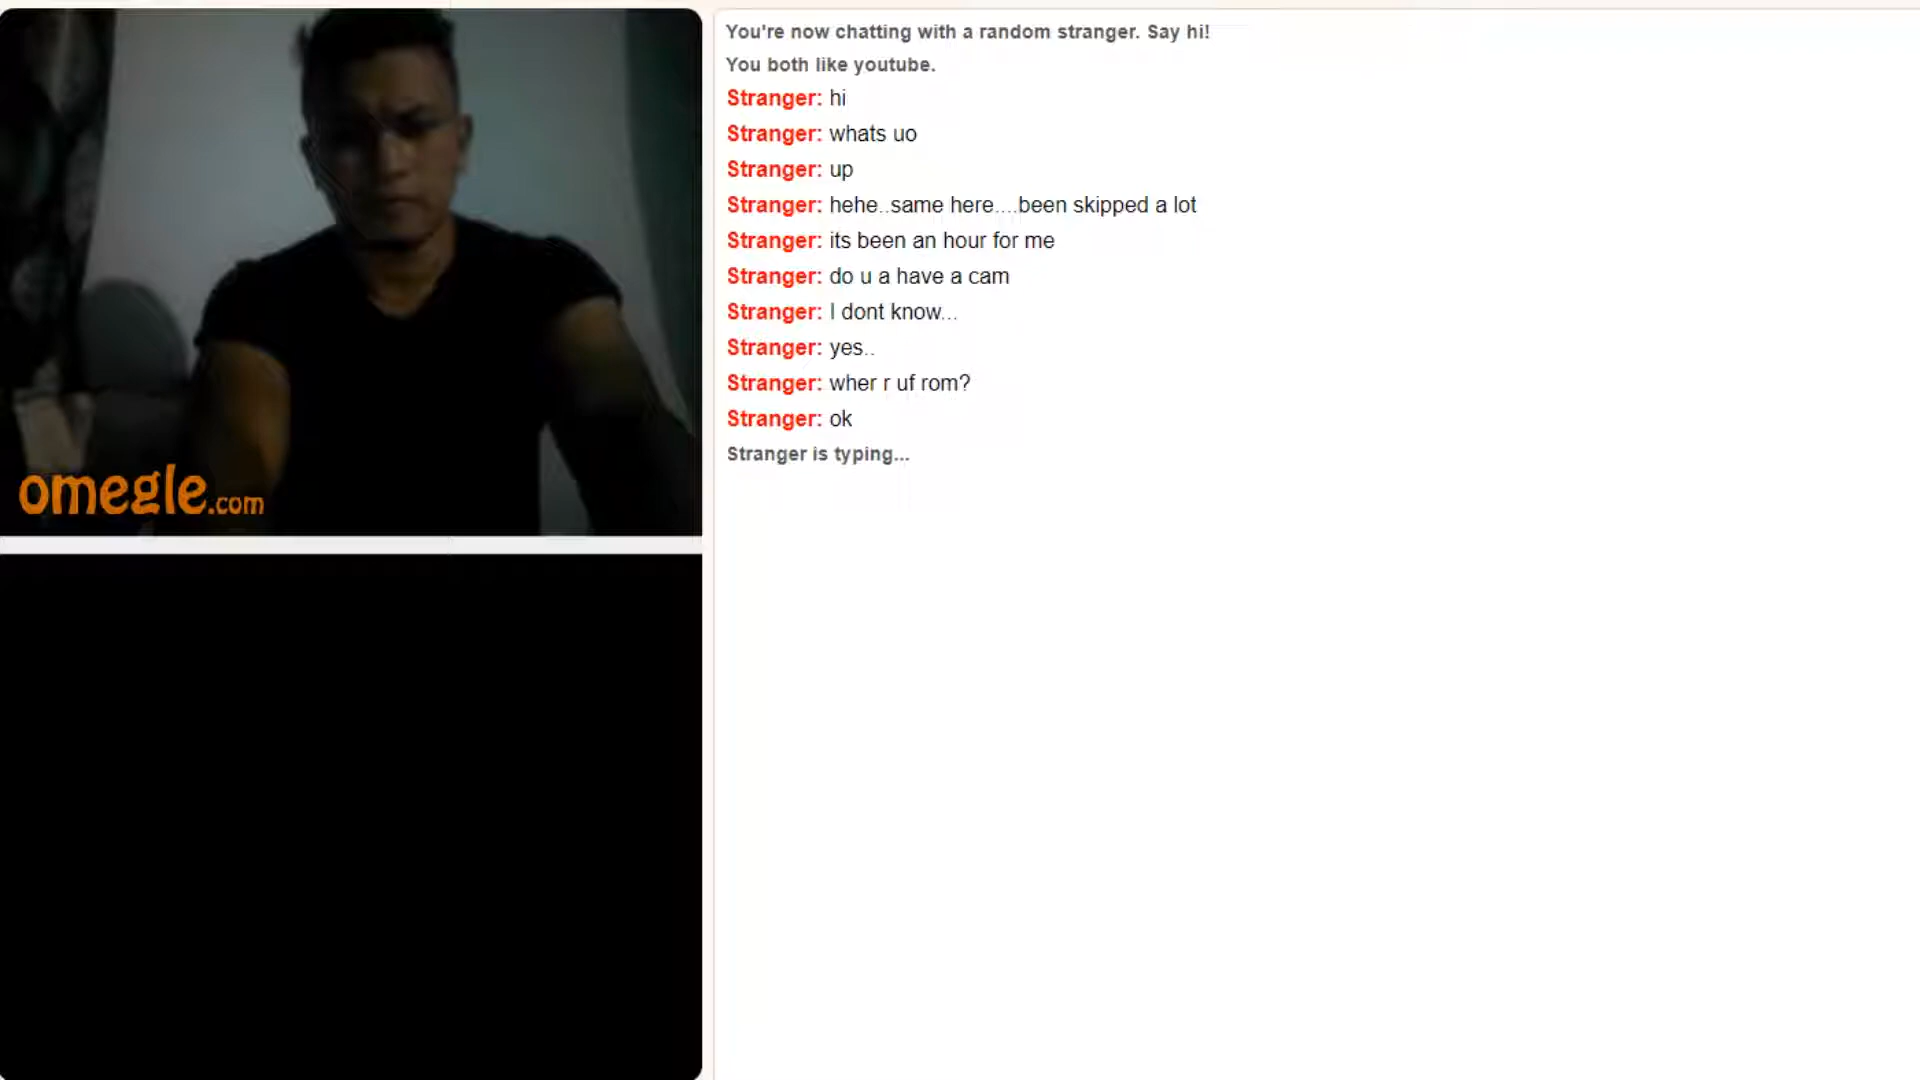 You're now chatting with a random stranger. Say hi!
You both like youtube.
Stranger: hi
Stranger: whats uo
Stranger: up
Stranger: hehe..same here....been skipped a lot
Stranger: its been an hour for me
Stranger: do u a have a cam
Stranger: I dont know...
Stranger: yes..
Stranger: wher r uf rom?
Stranger: ok
Stranger is typing...
omegle.com